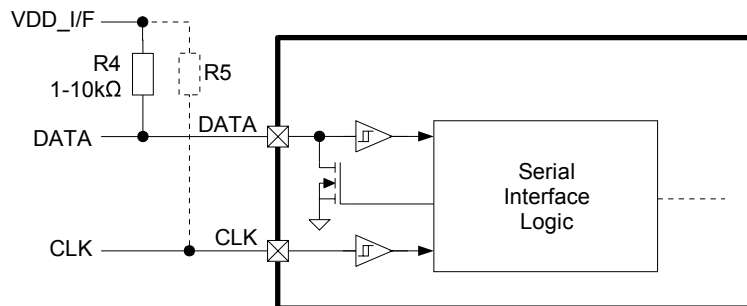 VDD_I/F
R4
1-10kΩ
R5
DATA
DATA
CLK
CLK
Serial
Interface
Logic